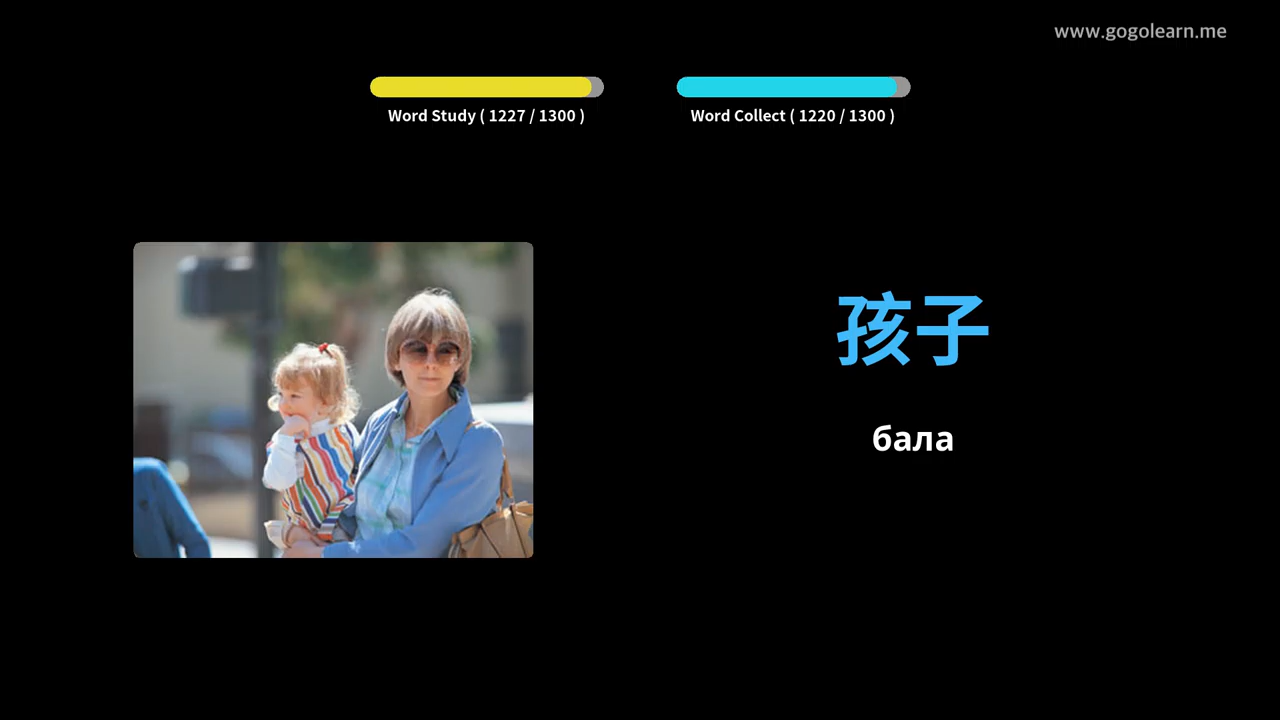 www.gogolearn.me
Word Study ( 1227 / 1300 )
Word Collect ( 1220 / 1300 )
孩子
бала